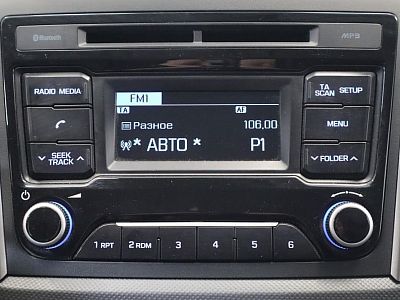 Bluetooth
MP3
RADIO MEDIA
FM1
TA SCAN SETUP
TA AF
Разное 106,00
MENU
* АВТО * P1
SEEK TRACK
FOLDER
1 RPT 2 RDM 3 4 5 6